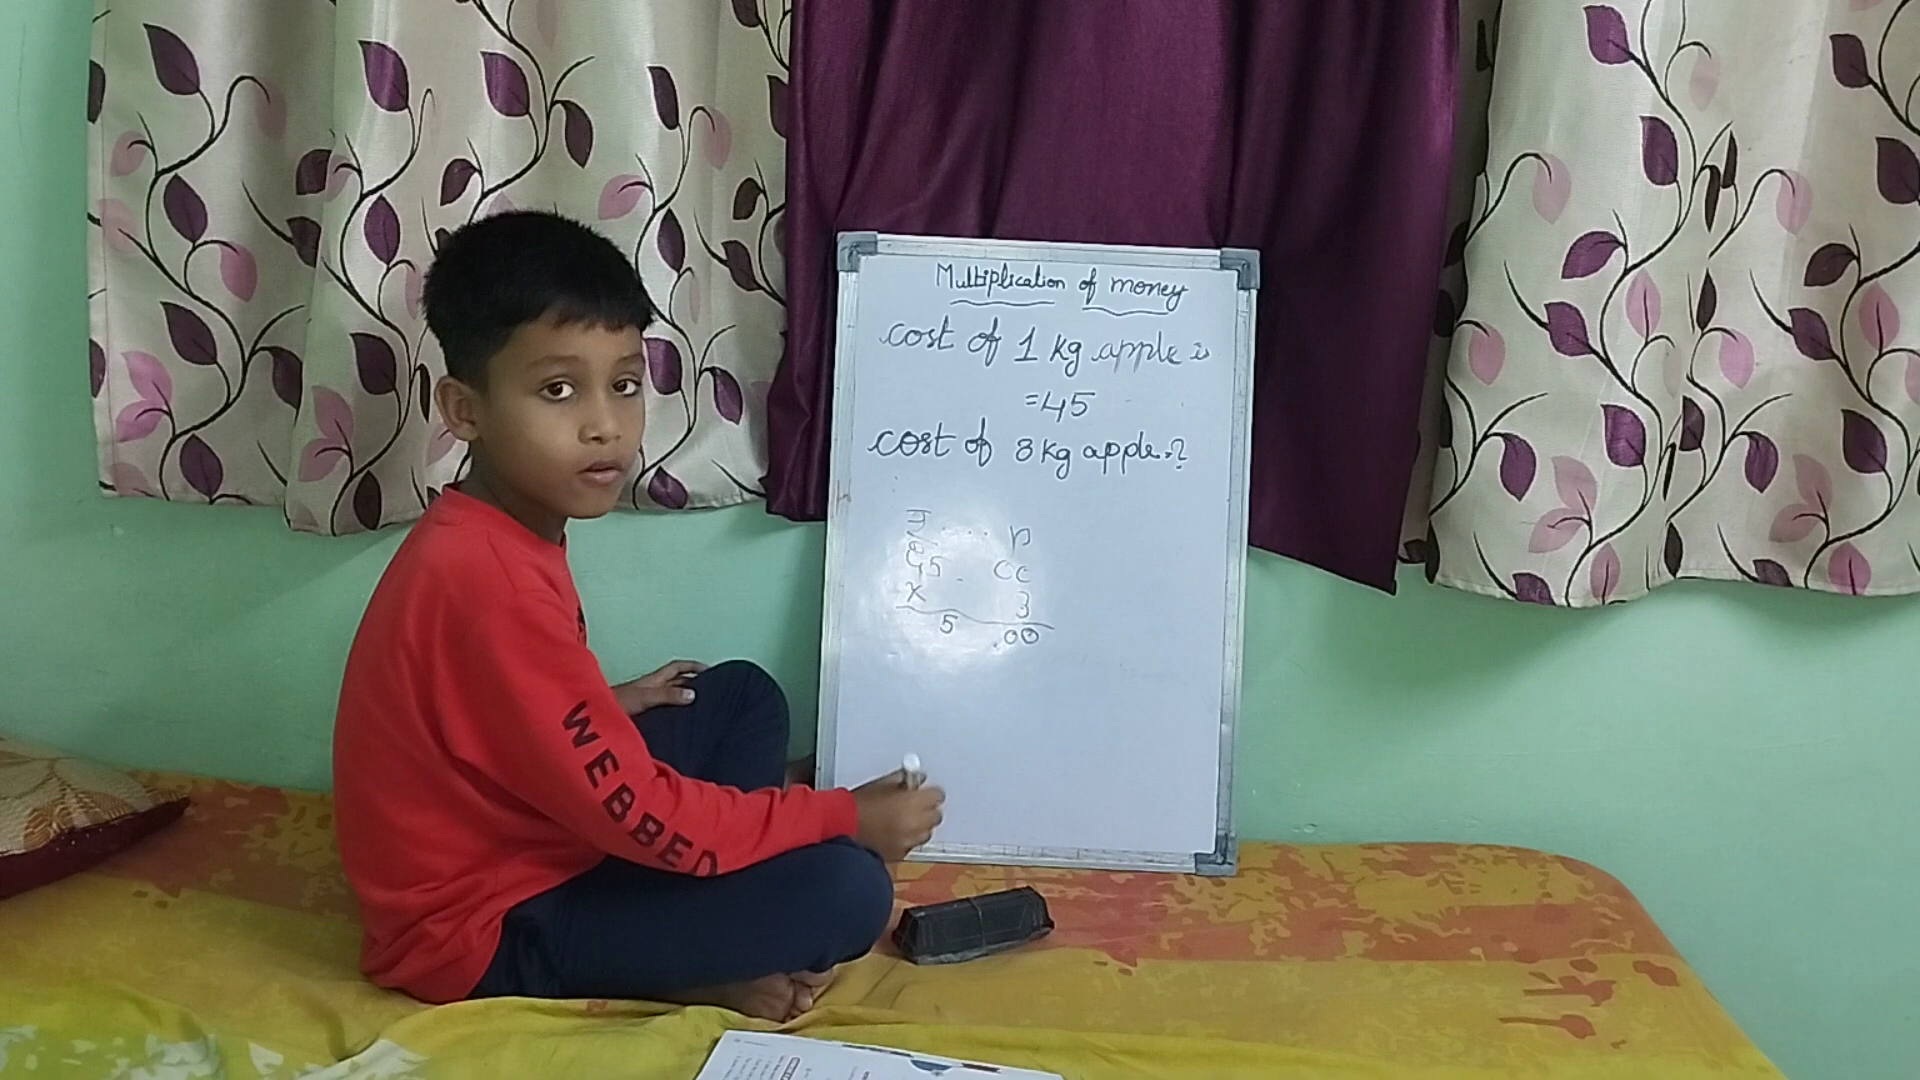 Multiplication of money
cost of 1 kg apple is
=45
cost of 3 kg apple.?
45. 00
X 3
5 .00
WEBBED